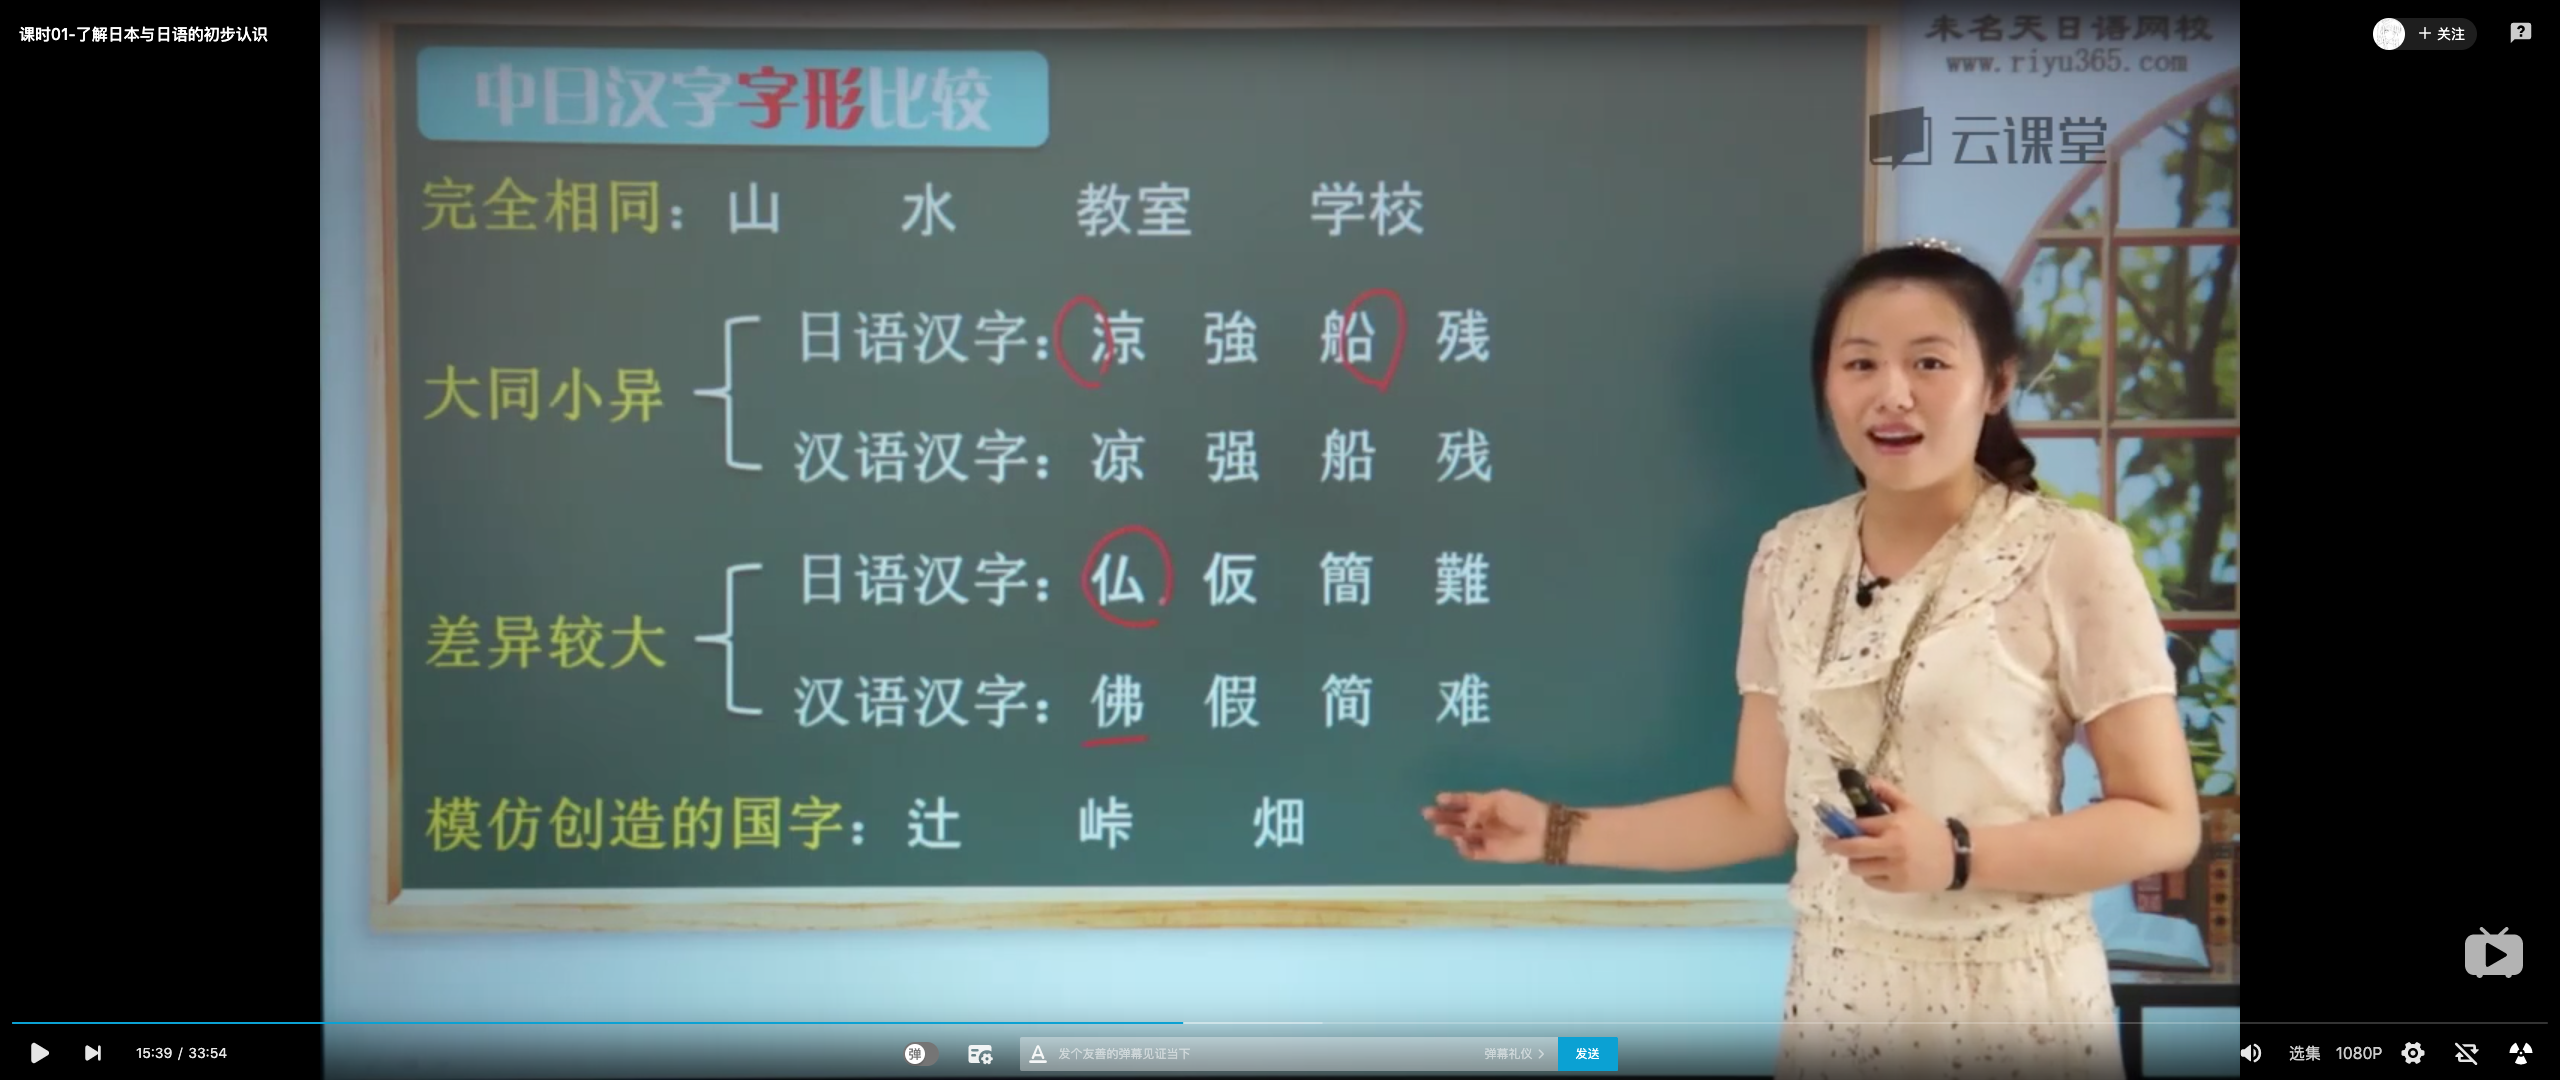 课时01-了解日本与日语的初步认识
+ 关注
未名天日语网校
www.riyu365.com
云课堂
中日汉字字形比较
完全相同： 山 水 教室 学校
大同小异
日语汉字： 涼 強 船 残
汉语汉字： 凉 强 船 残
差异较大
日语汉字： 仏 仮 簡 難
汉语汉字： 佛 假 简 难
模仿创造的国字： 辻 峠 畑
15:39 / 33:54
弹
A 发个友善的弹幕见证当下
弹幕礼仪 >
发送
选集
1080P